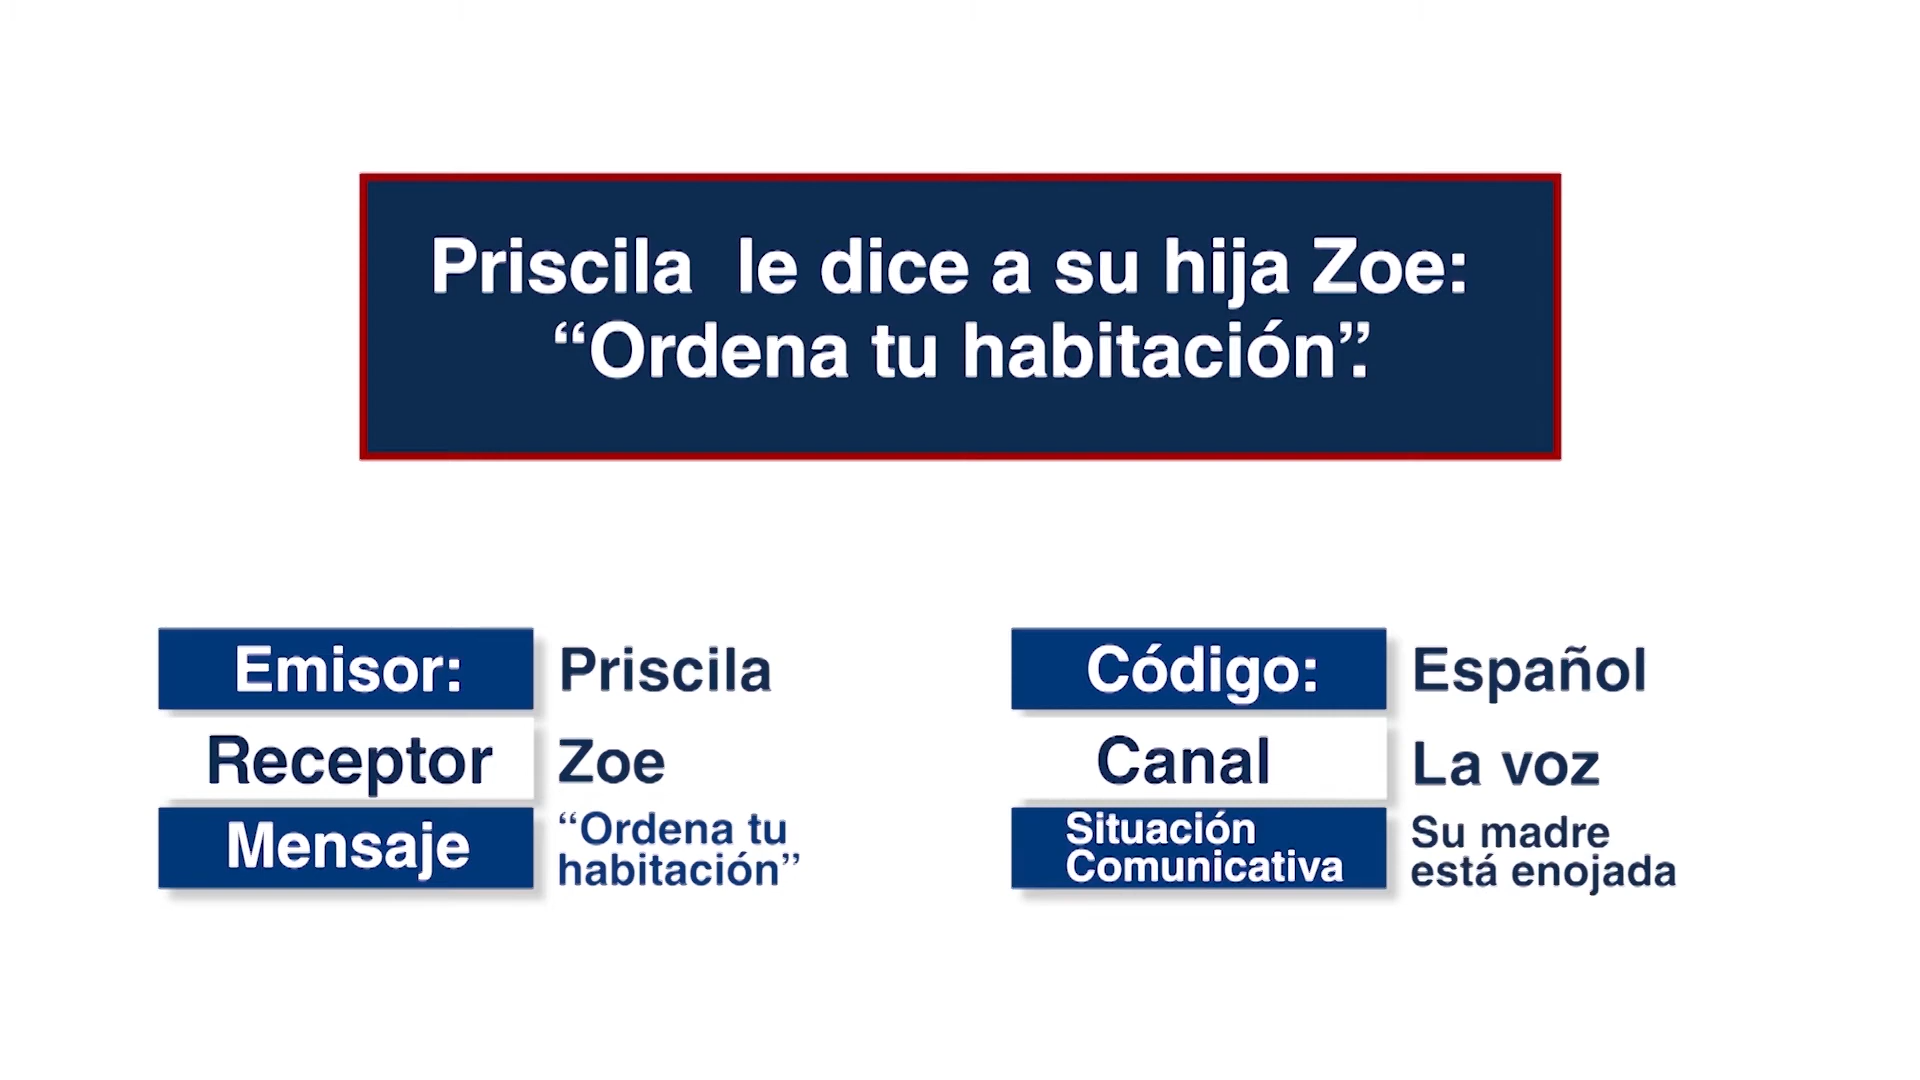 Priscila le dice a su hija Zoe:
“Ordena tu habitación”.
Emisor: Priscila
Receptor Zoe
Mensaje “Ordena tu
habitación”
Código: Español
Canal La voz
Situación
Comunicativa
Su madre
está enojada